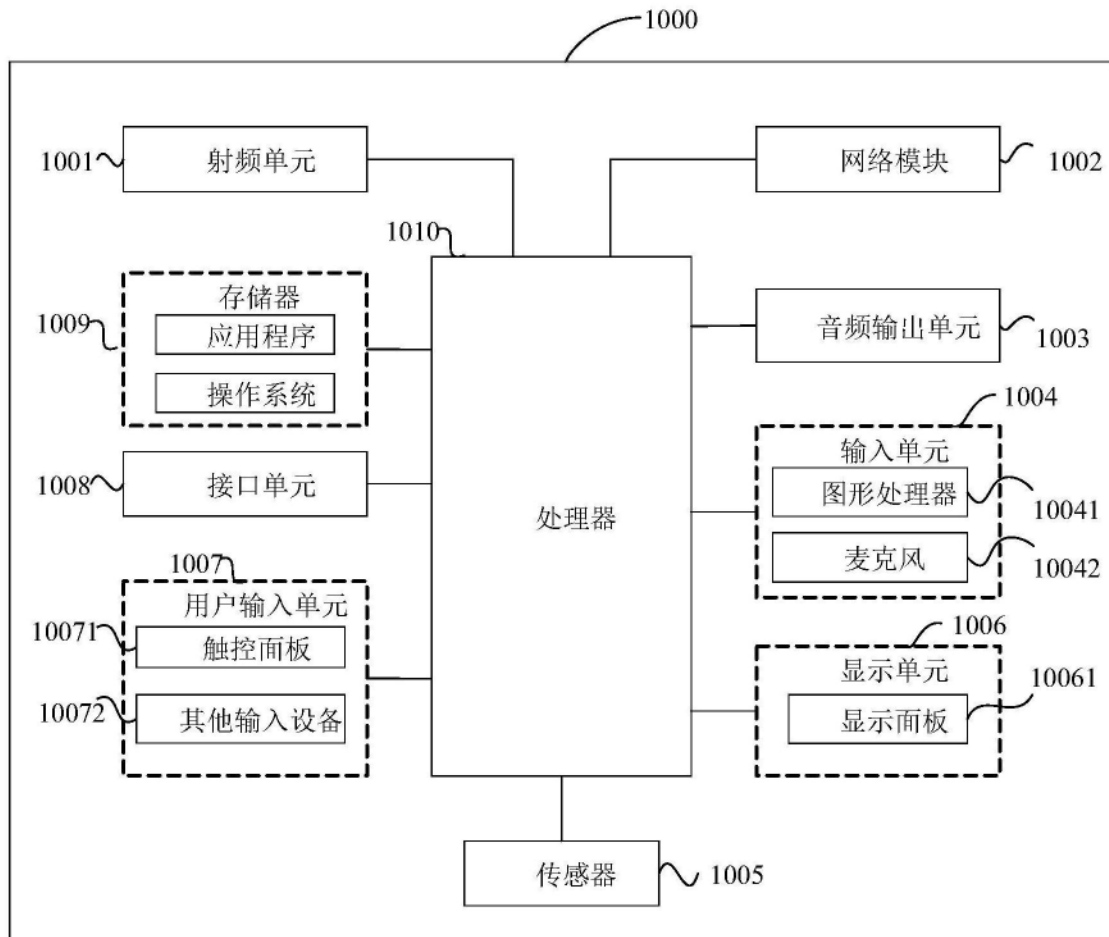 1000
1001
射频单元
网络模块
1002
1010
存储器
应用程序
操作系统
1009
音频输出单元
1003
1004
输入单元
图形处理器
10041
麦克风
10042
1008
接口单元
处理器
1007
用户输入单元
10071
触控面板
10072
其他输入设备
1006
显示单元
显示面板
10061
传感器
1005